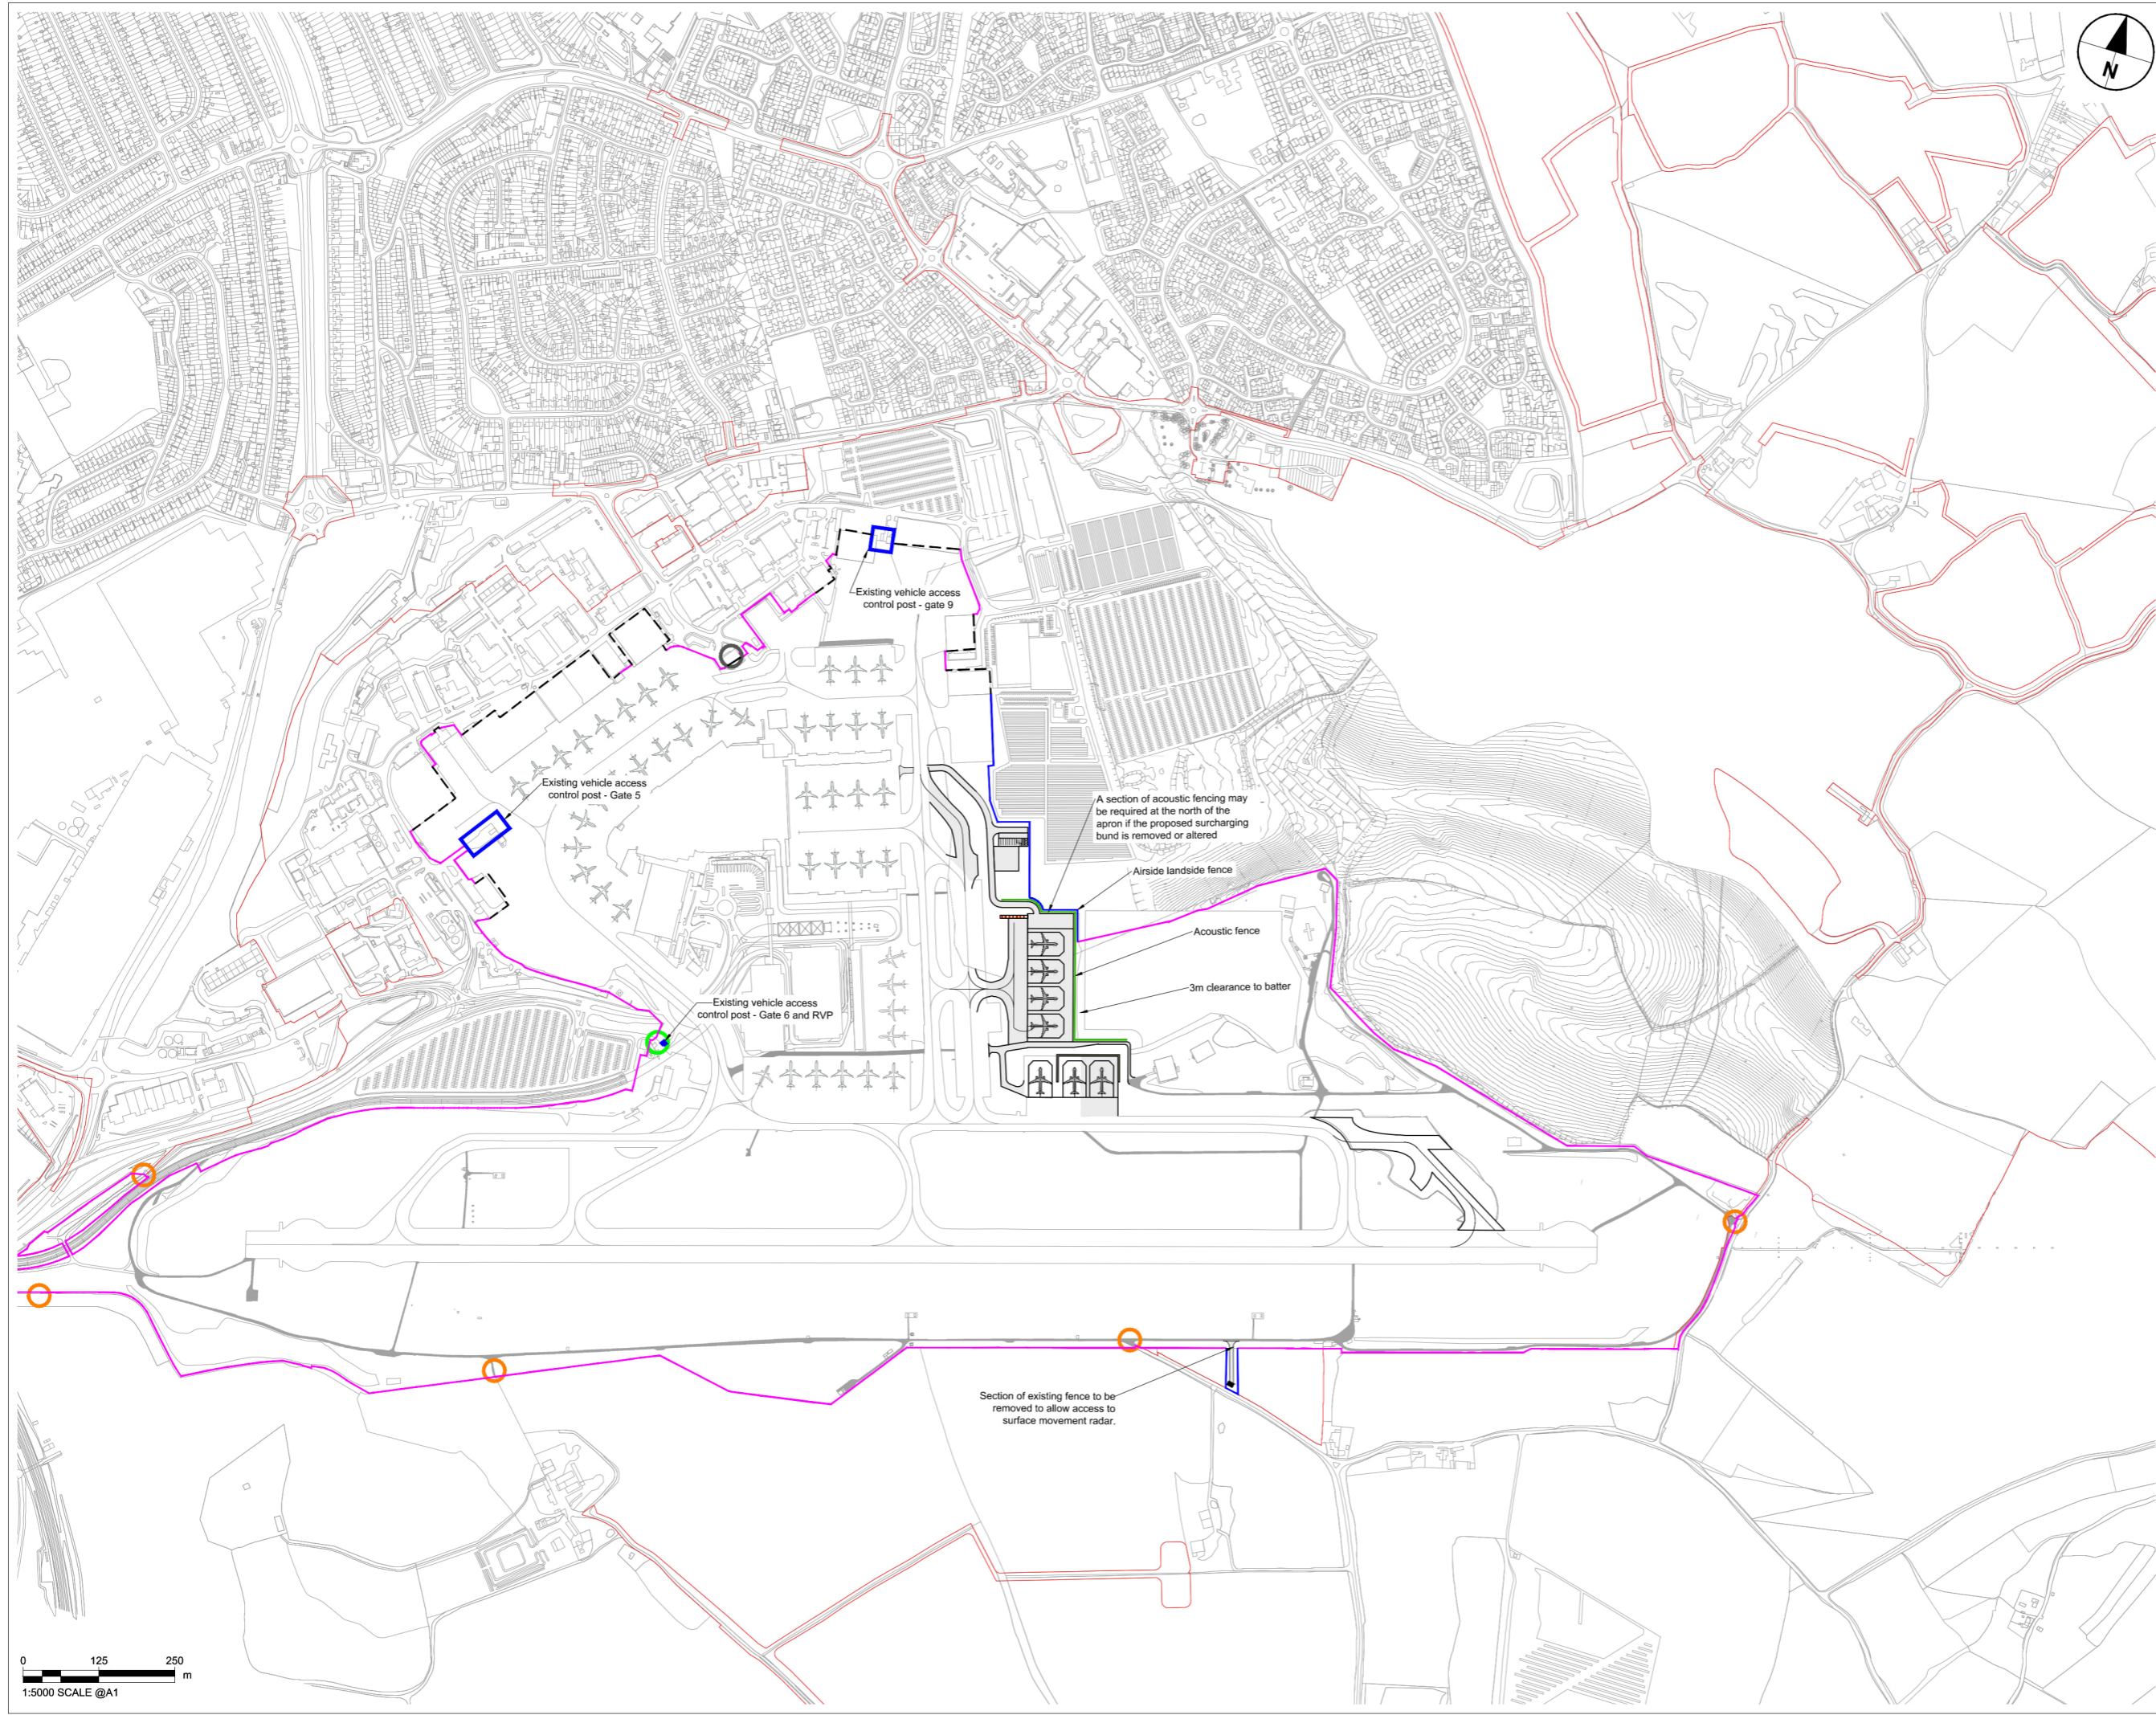 N
Existing vehicle access
control post - gate 9
Existing vehicle access
control post - Gate 5
A section of acoustic fencing may
be required at the north of the
apron if the proposed surcharging
bund is removed or altered
Airside landside fence
Acoustic fence
3m clearance to batter
Existing vehicle access
control post - Gate 6 and RVP
Section of existing fence to be
removed to allow access to
surface movement radar.
0 125 250
m
1:5000 SCALE @A1